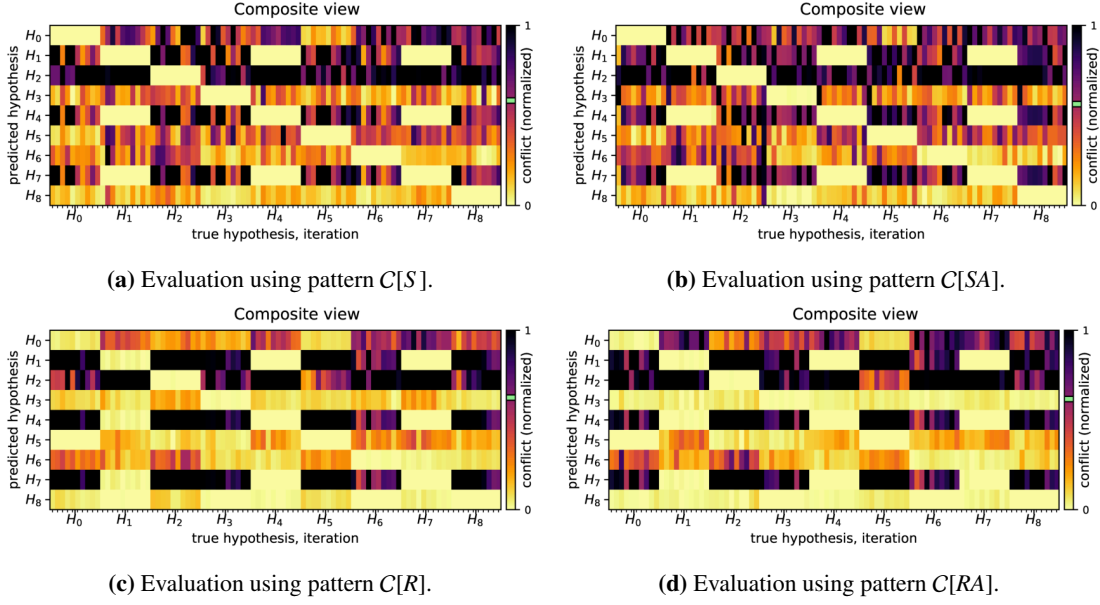 Composite view
predicted hypothesis
H0
H1
H2
H3
H4
H5
H6
H7
H8
H0 H1 H2 H3 H4 H5 H6 H7 H8
true hypothesis, iteration
1
0
conflict (normalized)
(a) Evaluation using pattern C[S].
Composite view
predicted hypothesis
H0
H1
H2
H3
H4
H5
H6
H7
H8
H0 H1 H2 H3 H4 H5 H6 H7 H8
true hypothesis, iteration
1
0
conflict (normalized)
(b) Evaluation using pattern C[SA].
Composite view
predicted hypothesis
H0
H1
H2
H3
H4
H5
H6
H7
H8
H0 H1 H2 H3 H4 H5 H6 H7 H8
true hypothesis, iteration
1
0
conflict (normalized)
(c) Evaluation using pattern C[R].
Composite view
predicted hypothesis
H0
H1
H2
H3
H4
H5
H6
H7
H8
H0 H1 H2 H3 H4 H5 H6 H7 H8
true hypothesis, iteration
1
0
conflict (normalized)
(d) Evaluation using pattern C[RA].